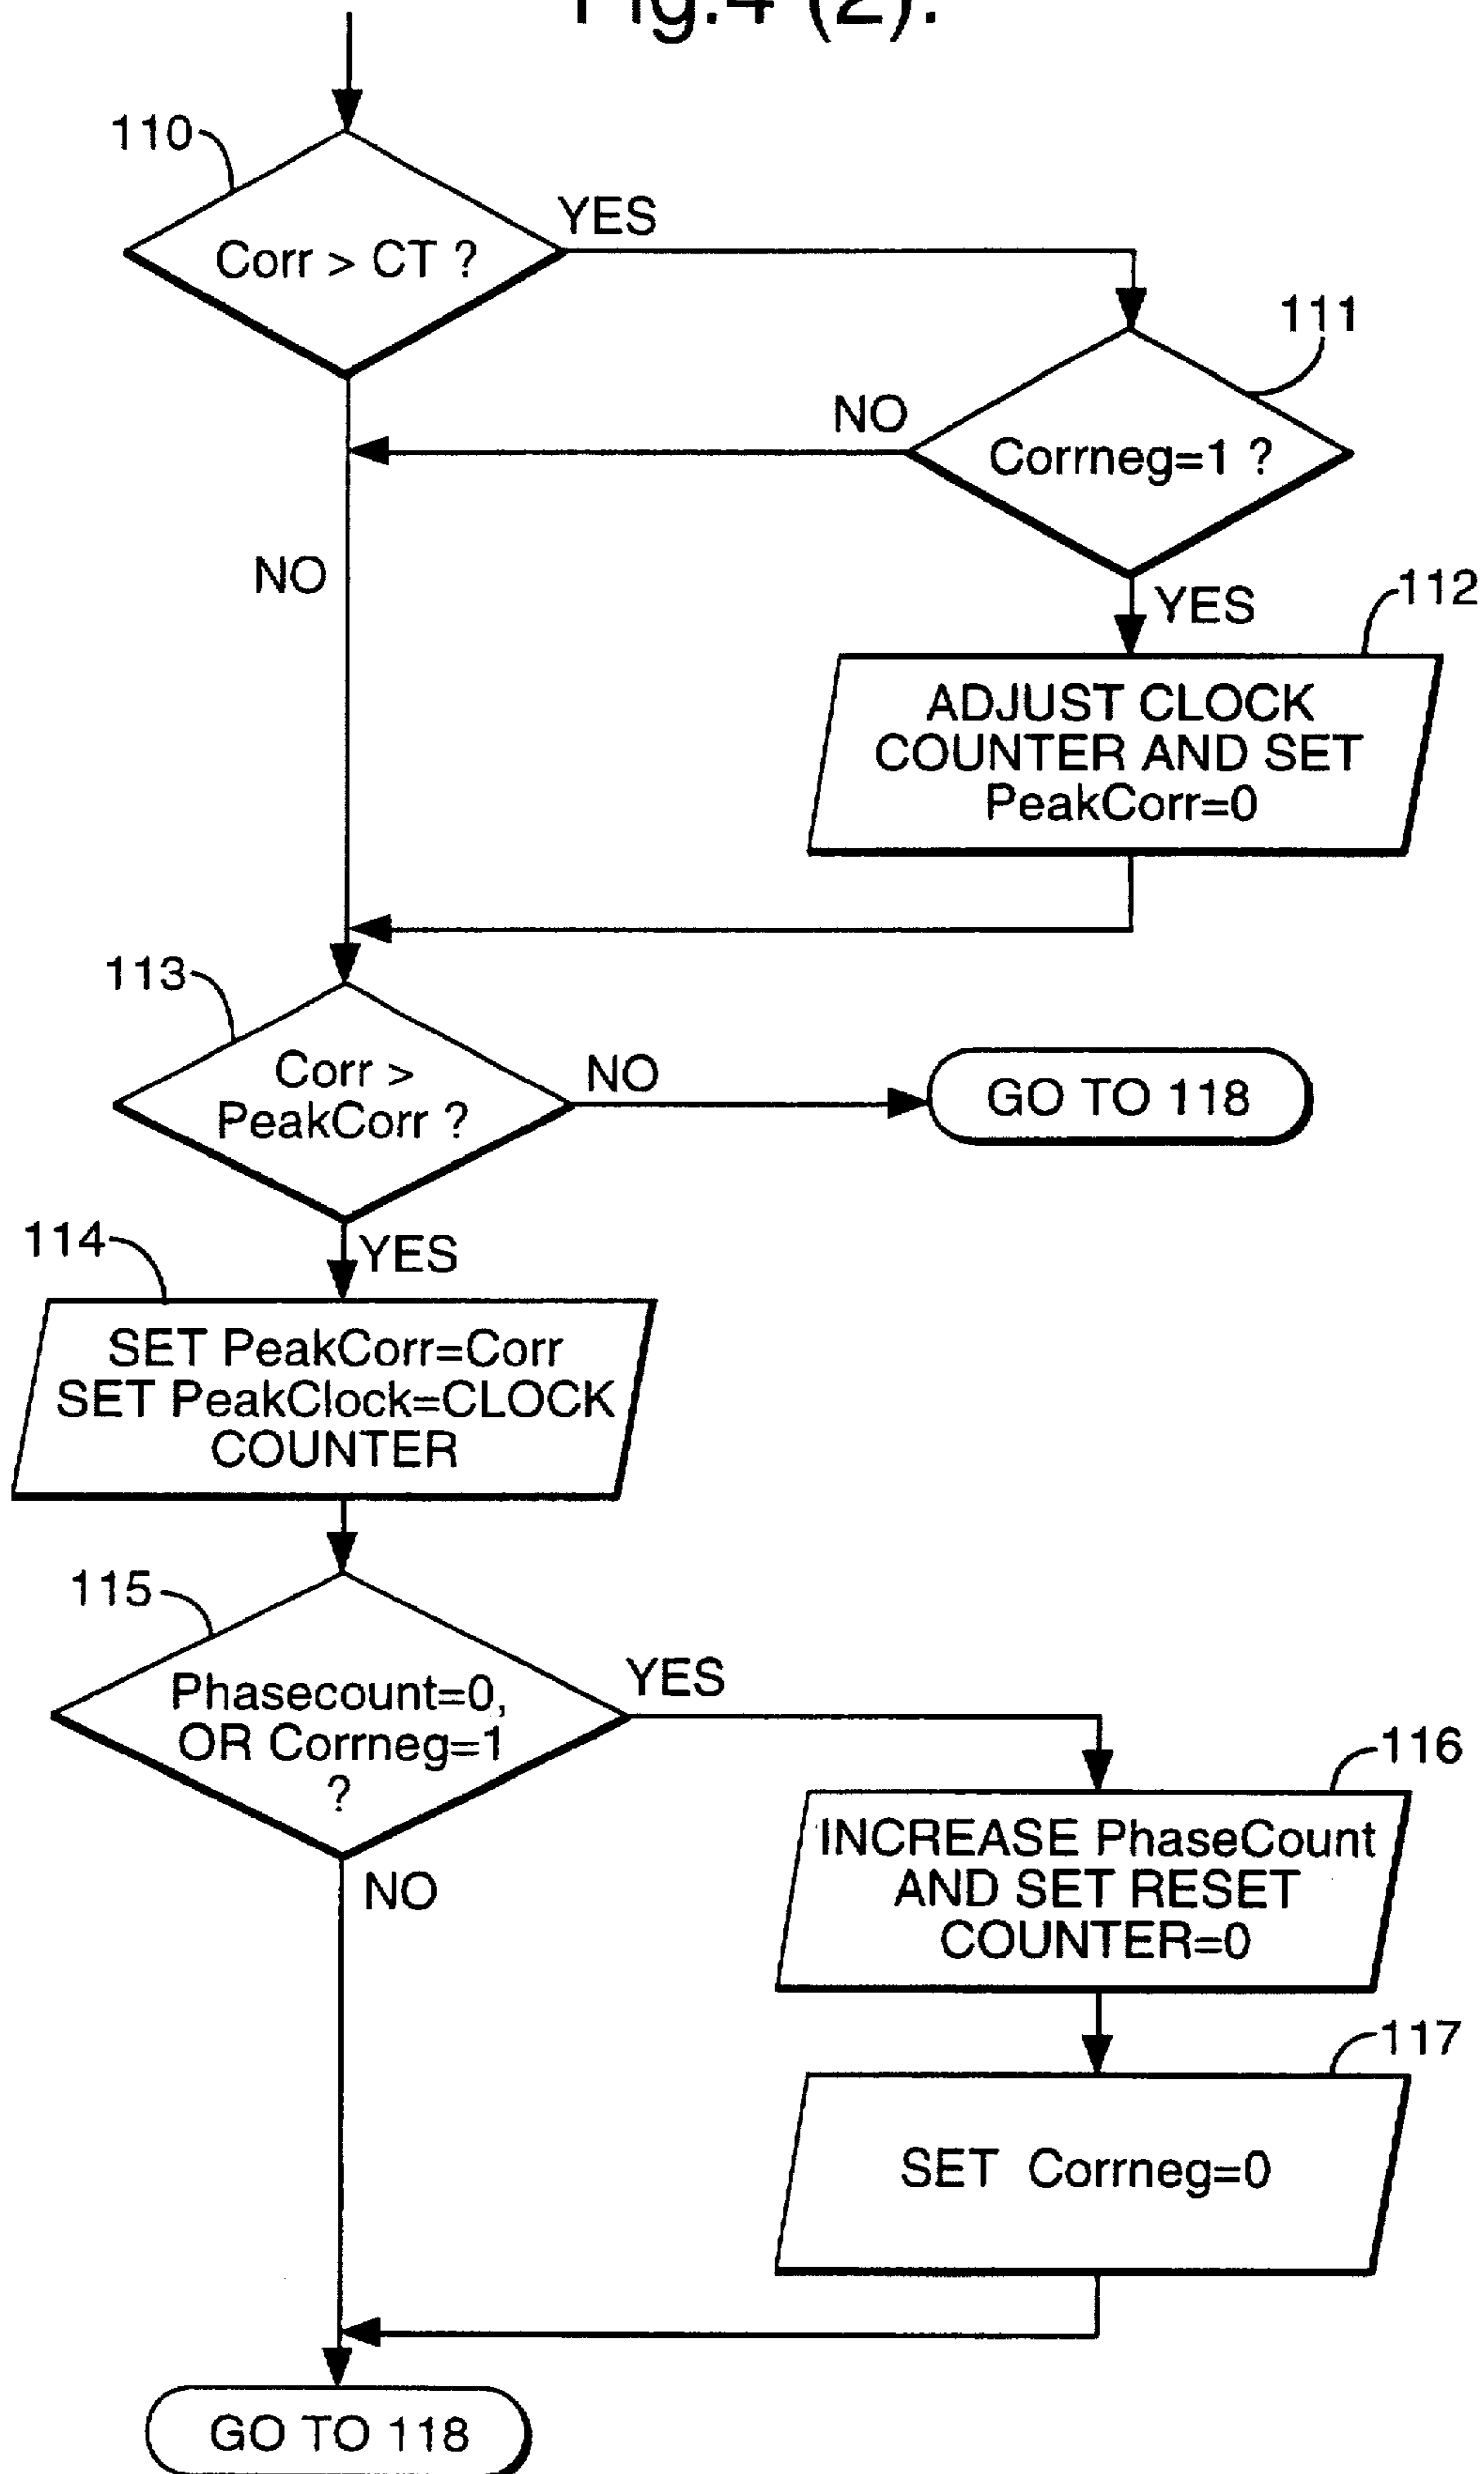 Fig.4 (2).
110
YES
Corr > CT ?
111
NO
Corrneg=1 ?
NO
YES
112
ADJUST CLOCK
COUNTER AND SET
PeakCorr=0
113
Corr >
PeakCorr ?
NO
GO TO 118
114
YES
SET PeakCorr=Corr
SET PeakClock=CLOCK
COUNTER
115
YES
Phasecount=0,
OR Corrneg=1
?
116
INCREASE PhaseCount
AND SET RESET
COUNTER=0
NO
117
SET Corrneg=0
GO TO 118